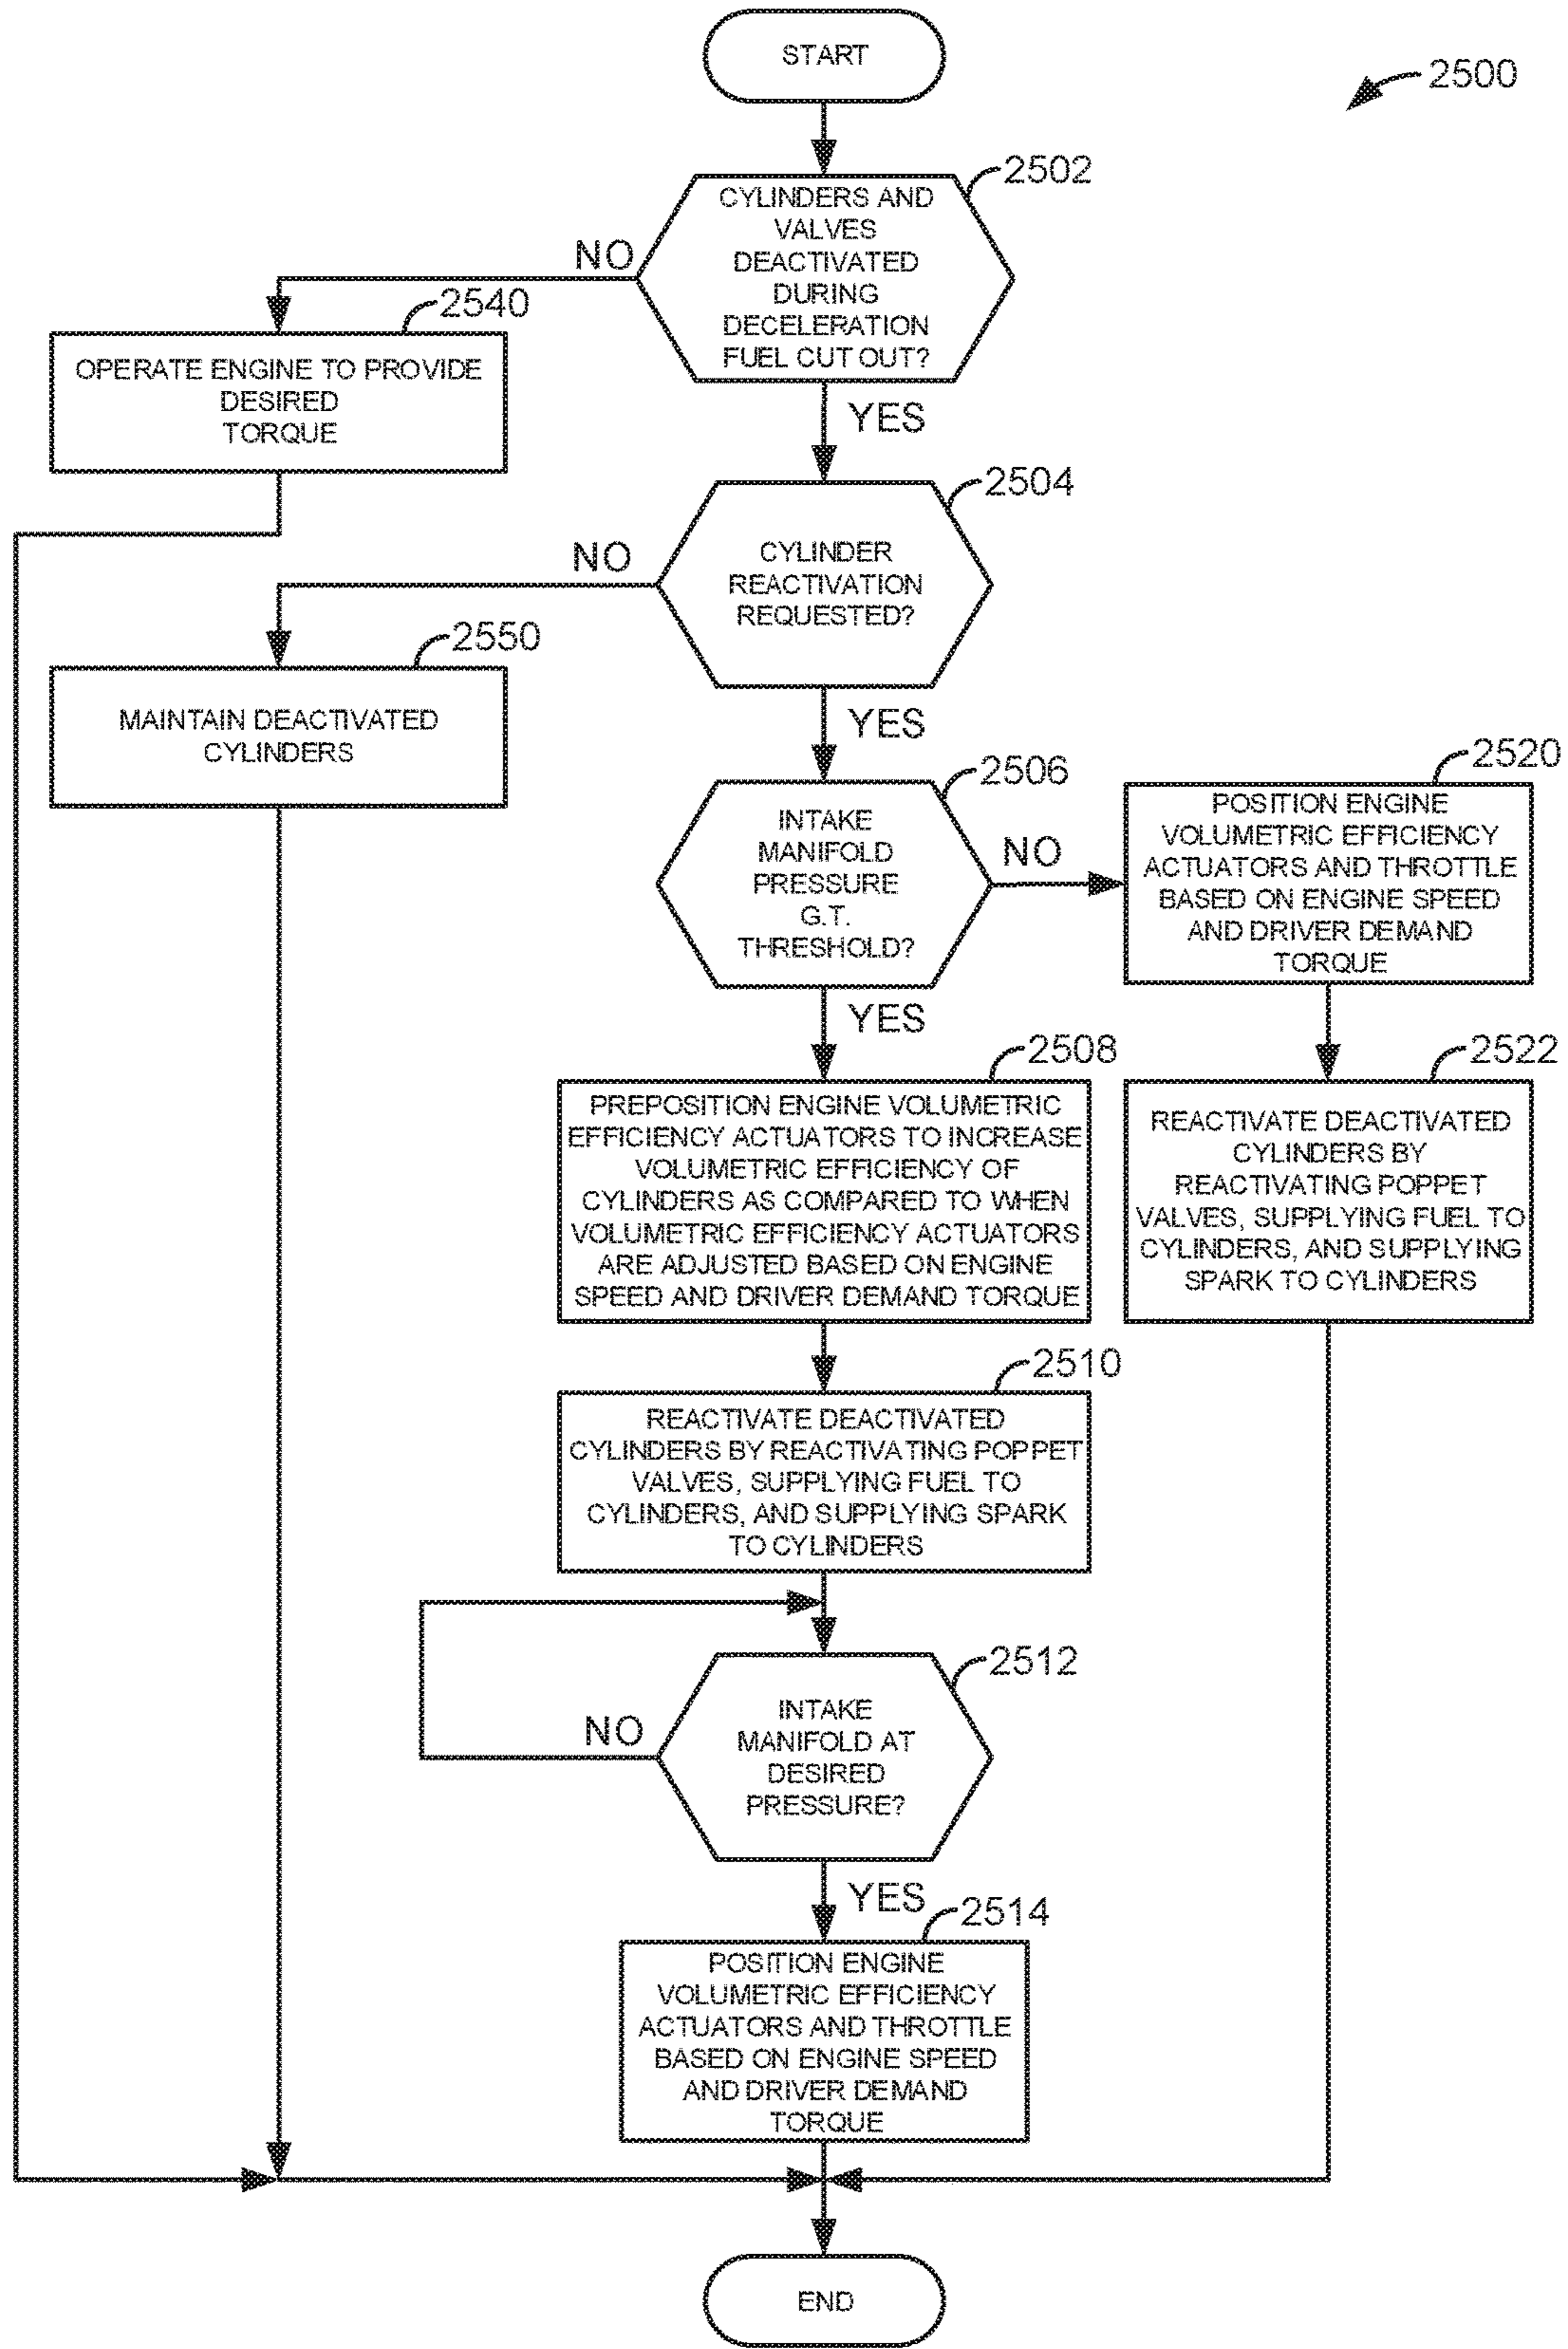 START
2500
2502
CYLINDERS AND
VALVES
DEACTIVATED
DURING
DECELERATION
FUEL CUT OUT?
NO
YES
2540
OPERATE ENGINE TO PROVIDE
DESIRED
TORQUE
2504
CYLINDER
REACTIVATION
REQUESTED?
NO
YES
2550
MAINTAIN DEACTIVATED
CYLINDERS
2506
INTAKE
MANIFOLD
PRESSURE
G.T.
THRESHOLD?
NO
YES
2520
POSITION ENGINE
VOLUMETRIC EFFICIENCY
ACTUATORS AND THROTTLE
BASED ON ENGINE SPEED
AND DRIVER DEMAND
TORQUE
2508
PREPOSITION ENGINE VOLUMETRIC
EFFICIENCY ACTUATORS TO INCREASE
VOLUMETRIC EFFICIENCY OF
CYLINDERS AS COMPARED TO WHEN
VOLUMETRIC EFFICIENCY ACTUATORS
ARE ADJUSTED BASED ON ENGINE
SPEED AND DRIVER DEMAND TORQUE
2522
REACTIVATE DEACTIVATED
CYLINDERS BY
REACTIVATING POPPET
VALVES, SUPPLYING FUEL TO
CYLINDERS, AND SUPPLYING
SPARK TO CYLINDERS
2510
REACTIVATE DEACTIVATED
CYLINDERS BY REACTIVATING POPPET
VALVES, SUPPLYING FUEL TO
CYLINDERS, AND SUPPLYING SPARK
TO CYLINDERS
2512
INTAKE
MANIFOLD AT
DESIRED
PRESSURE?
NO
YES
2514
POSITION ENGINE
VOLUMETRIC EFFICIENCY
ACTUATORS AND THROTTLE
BASED ON ENGINE SPEED
AND DRIVER DEMAND
TORQUE
END